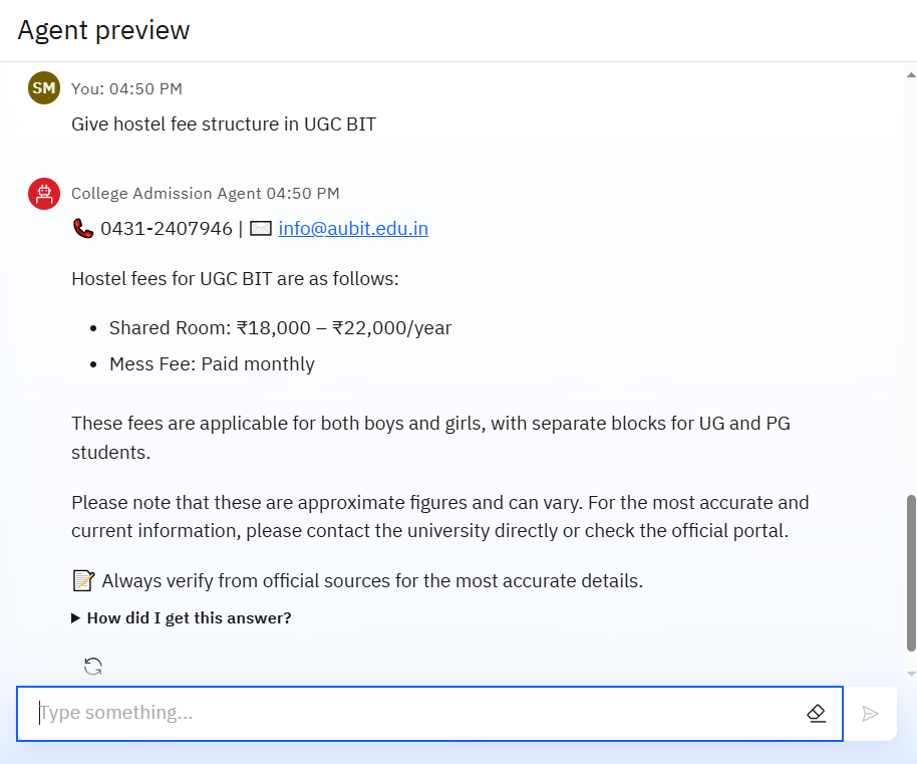 Agent preview
SM You: 04:50 PM
Give hostel fee structure in UGC BIT
College Admission Agent 04:50 PM
📞 0431-2407946 | ✉ info@aubit.edu.in
Hostel fees for UGC BIT are as follows:
• Shared Room: ₹18,000 – ₹22,000/year
• Mess Fee: Paid monthly
These fees are applicable for both boys and girls, with separate blocks for UG and PG
students.
Please note that these are approximate figures and can vary. For the most accurate and
current information, please contact the university directly or check the official portal.
📝 Always verify from official sources for the most accurate details.
▶ How did I get this answer?
Type something...